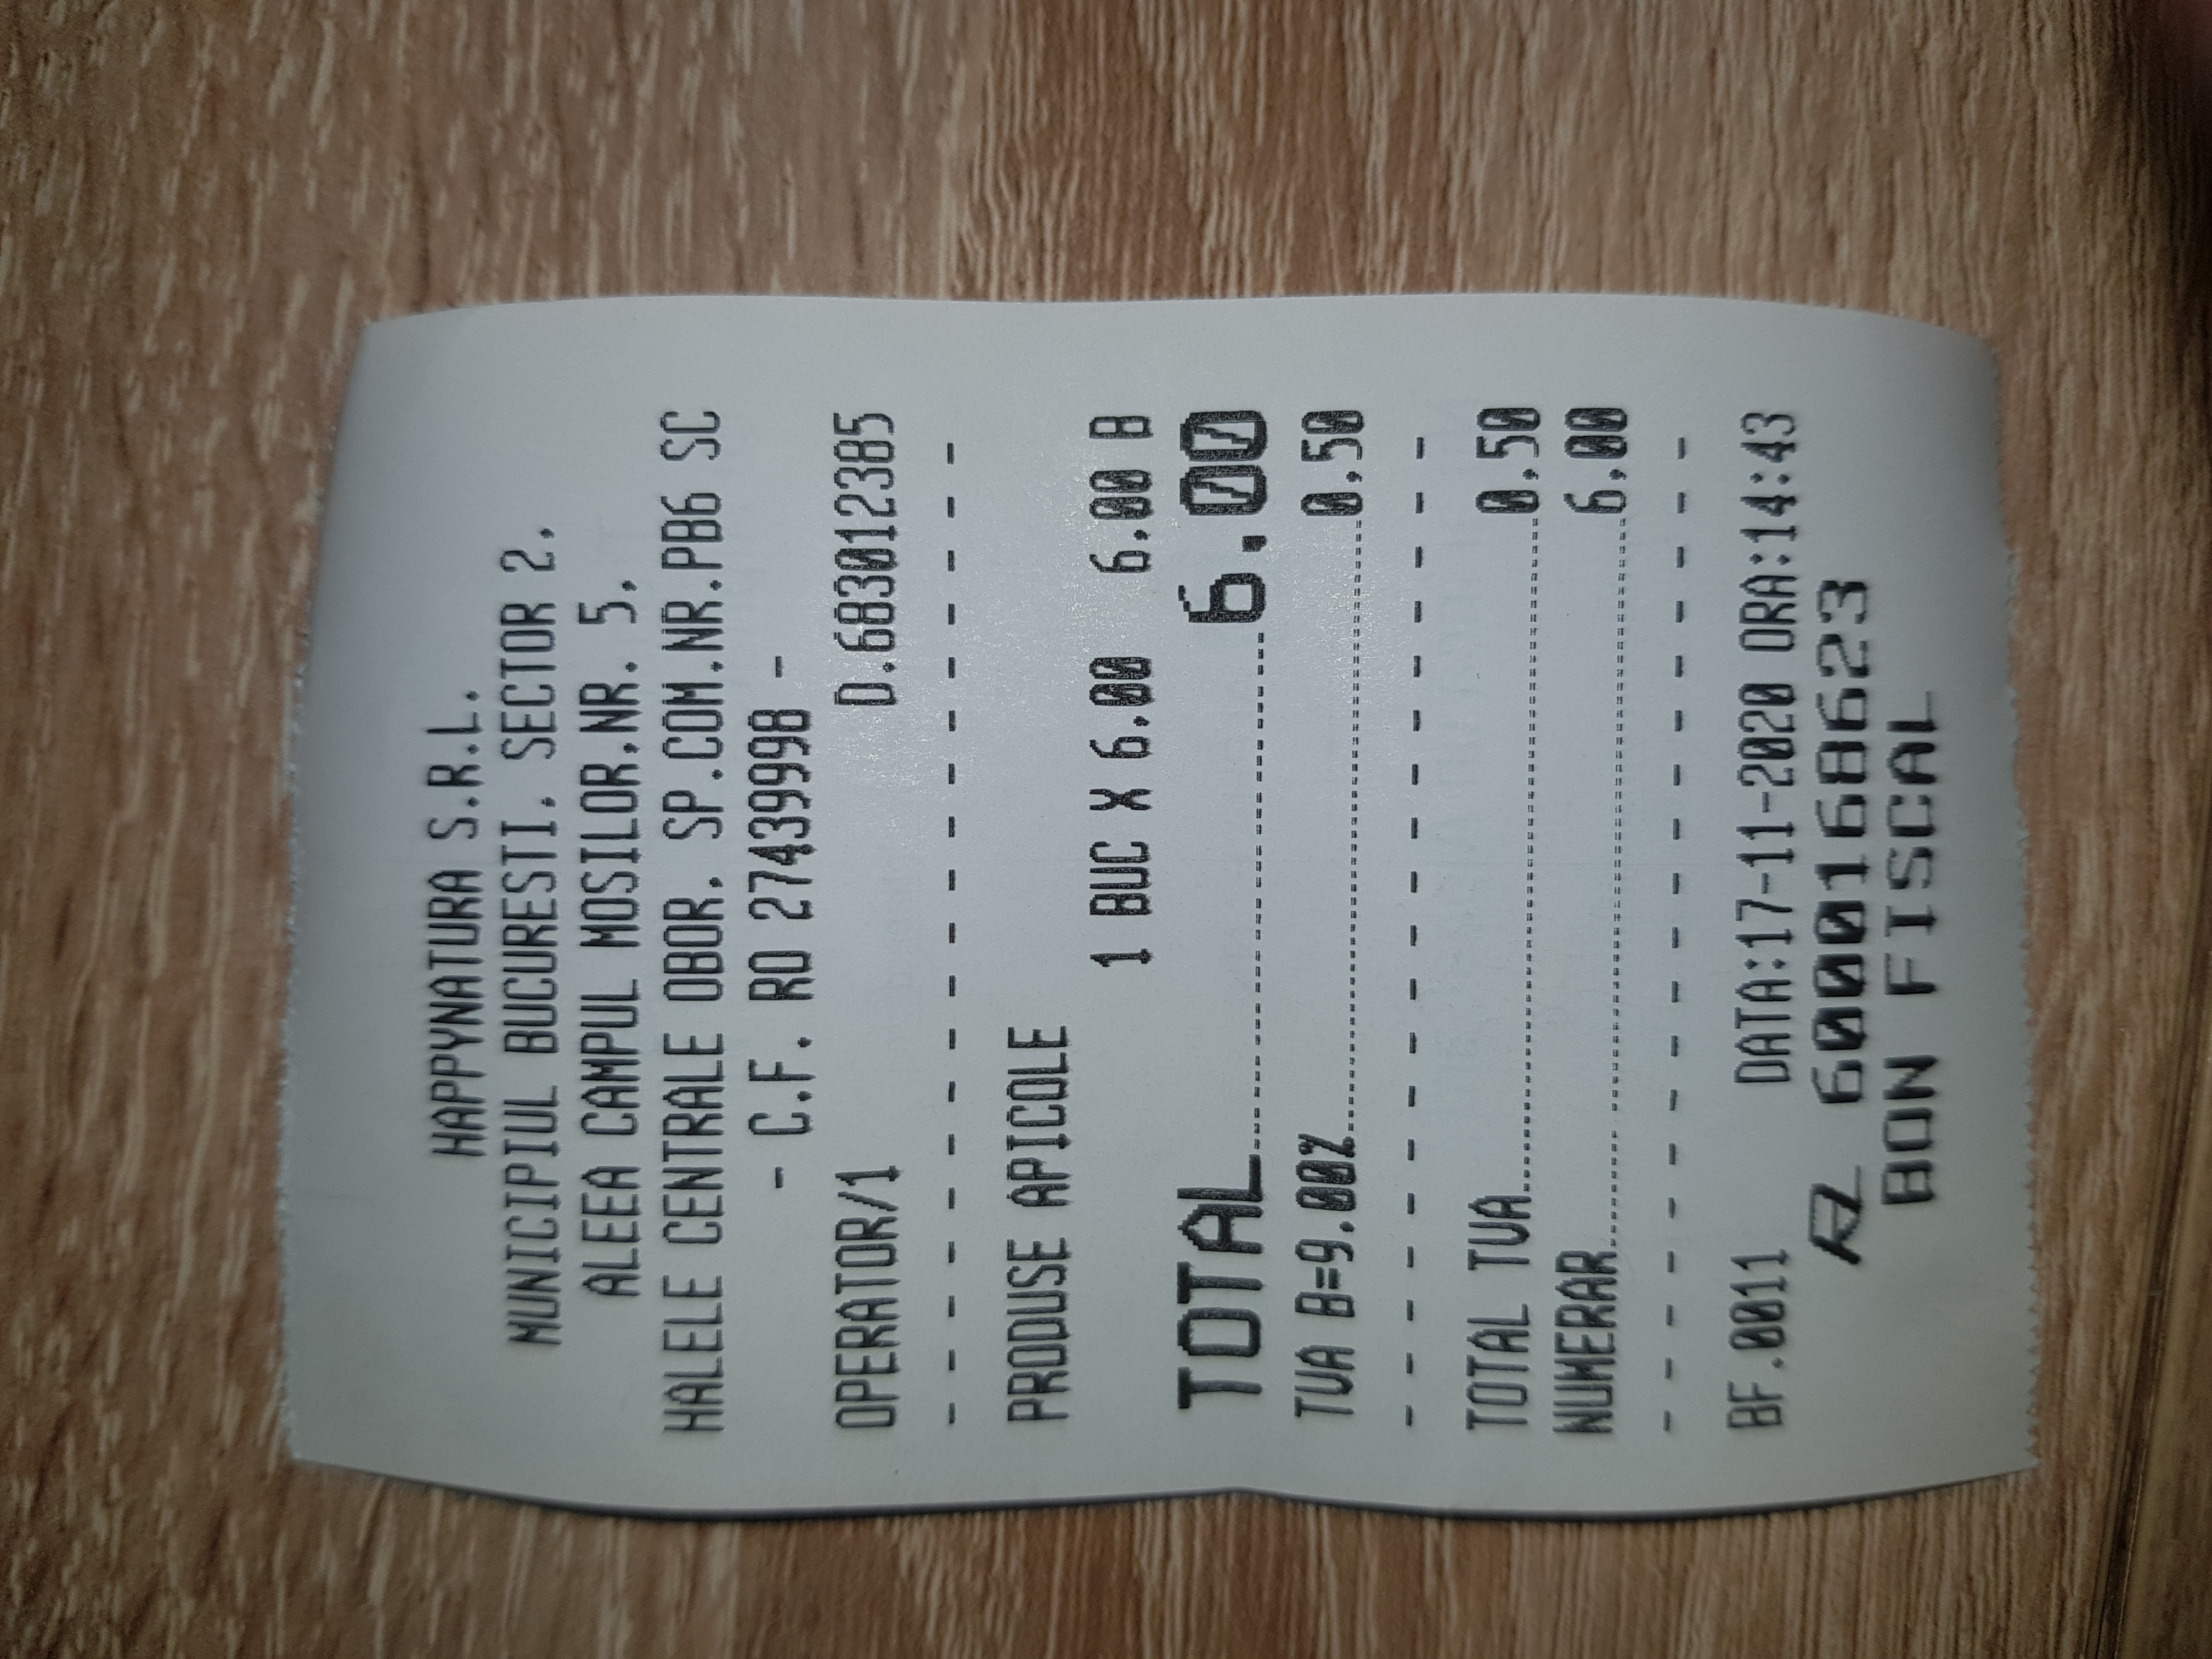 HAPPYNATURA S.R.L.
MUNICIPIUL BUCURESTI, SECTOR 2,
ALEEA CAMPUL MOSILOR,NR. 5,
HALELE CENTRALE OBOR, SP.COM.NR.PB6 SC
- C.F. RO 27439998 -
OPERATOR/1 D.683012385
- - - - - - - - - - - - - - - - - - -
PRODUSE APICOLE
1 BUC X 6.00 6.00 B
TOTAL 6.00
TVA B=9.00% 0,50
- - - - - - - - - - - - - - - - - - -
TOTAL TVA 0,50
NUMERAR 6,00
- - - - - - - - - - - - - - - - - - -
BF.0011 DATA:17-11-2020 ORA:14:43
6000168623
BON FISCAL